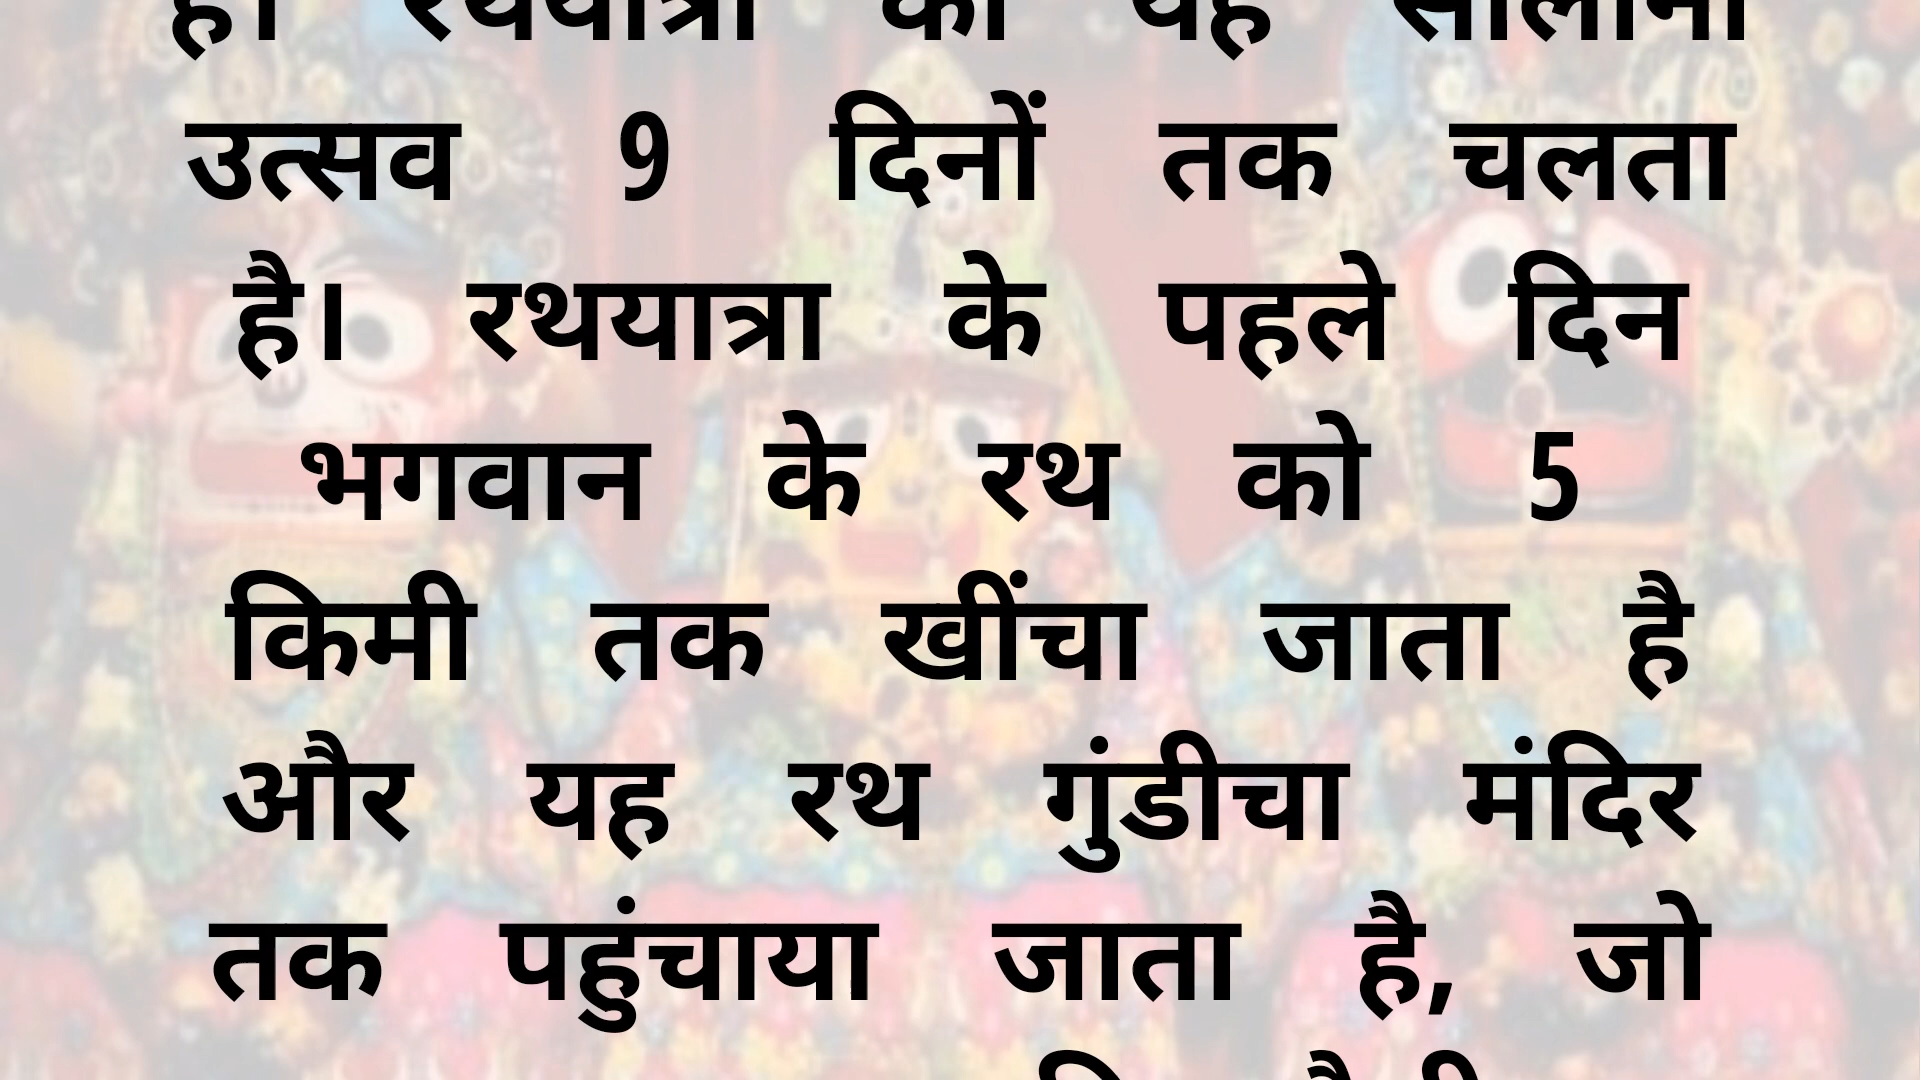 है। रथयात्रा का यह सालाना
उत्सव 9 दिनों तक चलता
है। रथयात्रा के पहले दिन
भगवान के रथ को 5
किमी तक खींचा जाता है
और यह रथ गुंडीचा मंदिर
तक पहुंचाया जाता है, जो